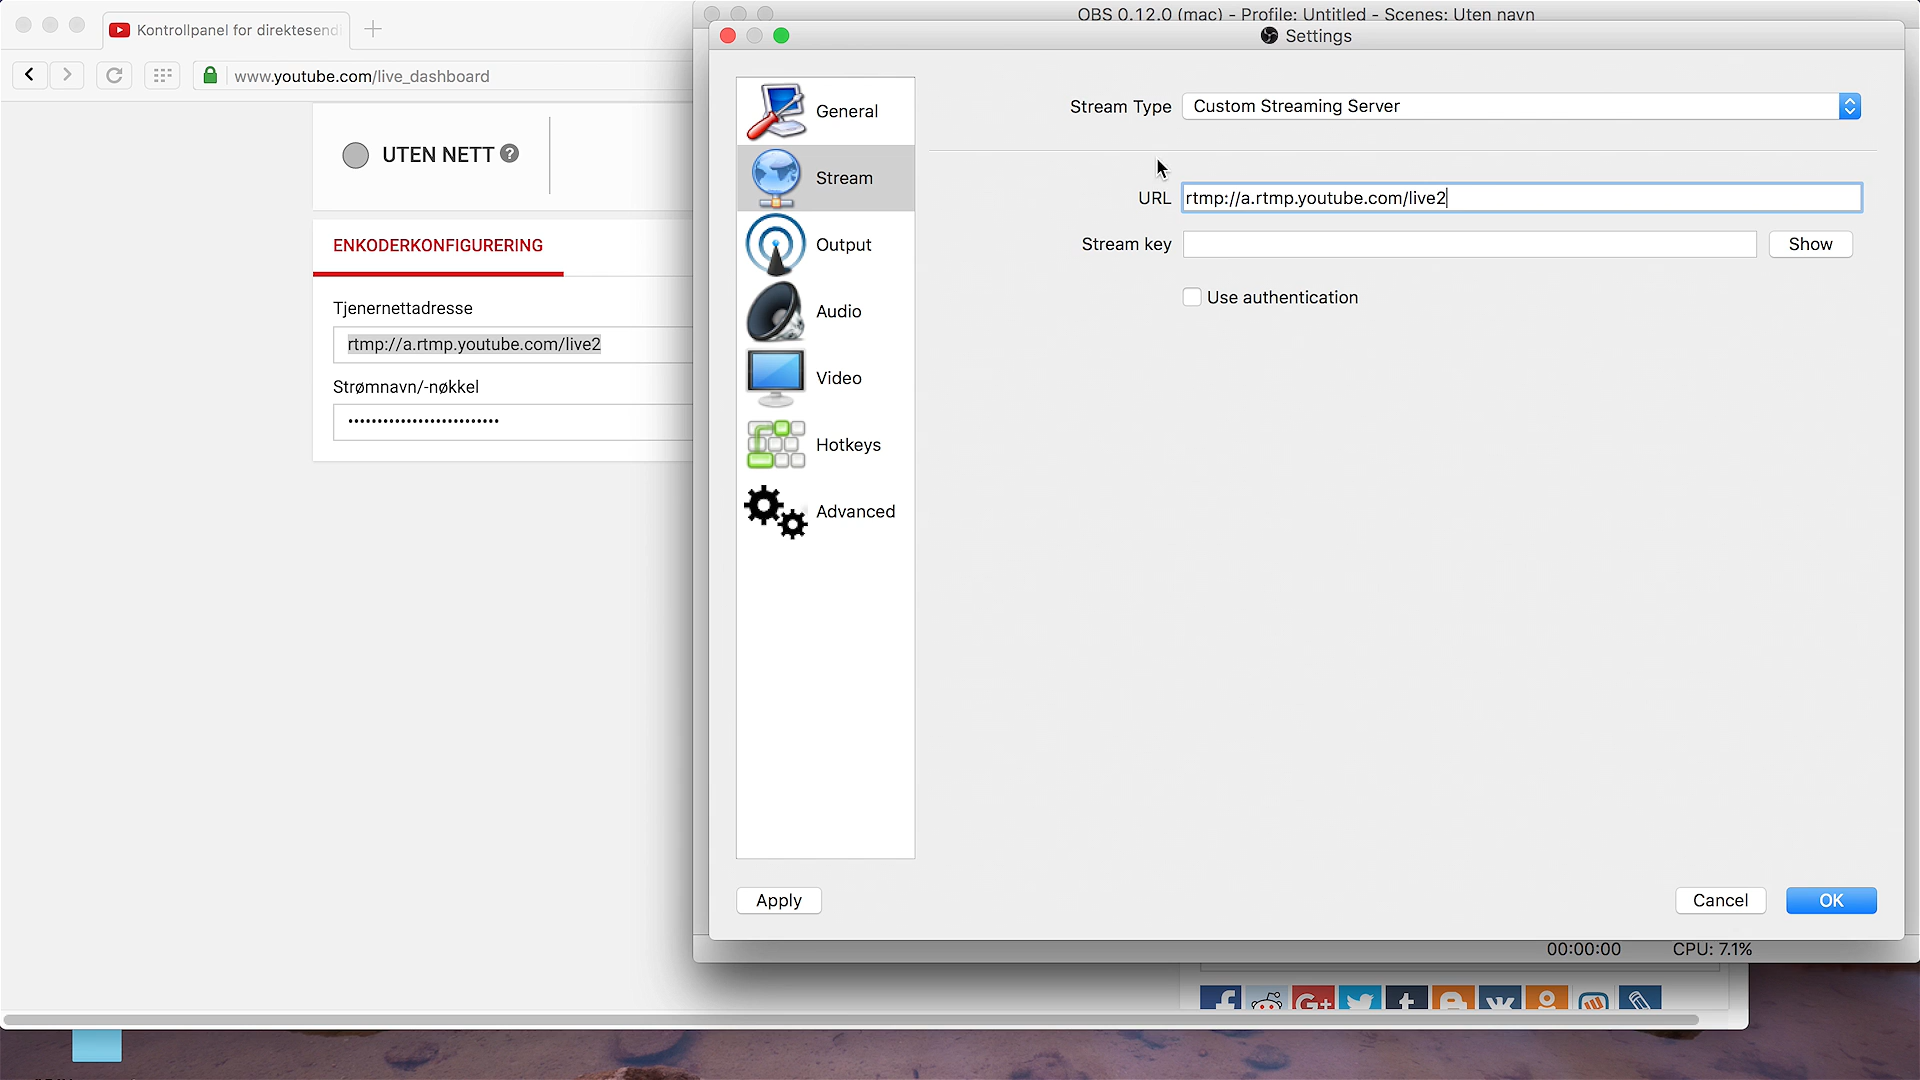 Kontrollpanel for direktesendi
www.youtube.com/live_dashboard
UTEN NETT ?
ENKODERKONFIGURERING
Tjenernettadresse
rtmp://a.rtmp.youtube.com/live2
Strømnavn/-nøkkel
••••••••••••••••••••••••••
OBS 0.12.0 (mac) - Profile: Untitled - Scenes: Uten navn
Settings
General
Stream
Output
Audio
Video
Hotkeys
Advanced
Stream Type
Custom Streaming Server
URL
rtmp://a.rtmp.youtube.com/live2
Stream key
Show
Use authentication
Apply
Cancel
OK
00:00:00
CPU: 7.1%